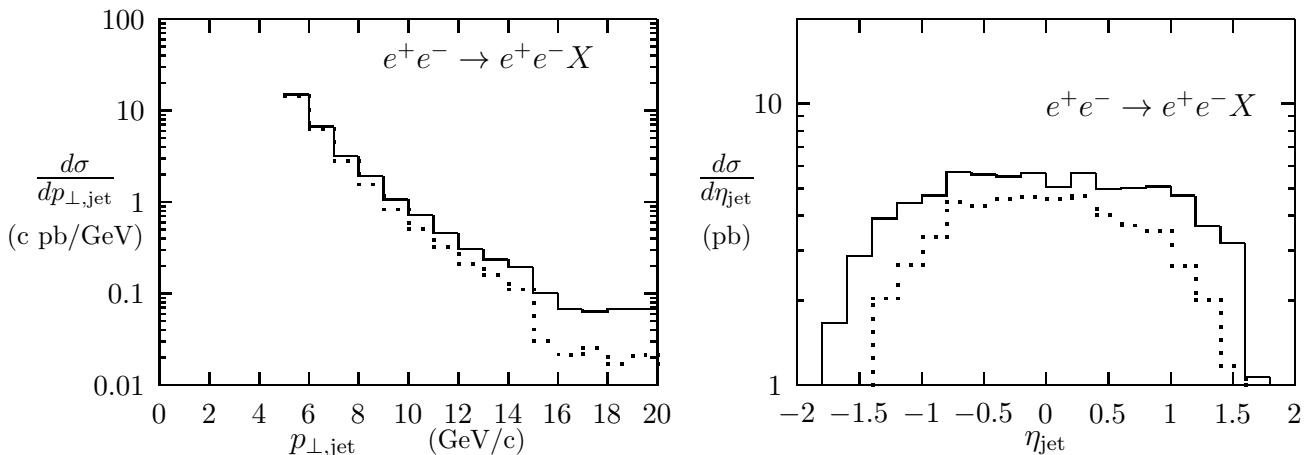 100
10
1
0.1
0.01
dσ
dp⊥,jet
(c pb/GeV)
e⁺e⁻ → e⁺e⁻X
0 2 4 6 8 10 12 14 16 18 20
p⊥,jet (GeV/c)
10
1
dσ
dηjet
(pb)
e⁺e⁻ → e⁺e⁻X
−2 −1.5 −1 −0.5 0 0.5 1 1.5 2
ηjet